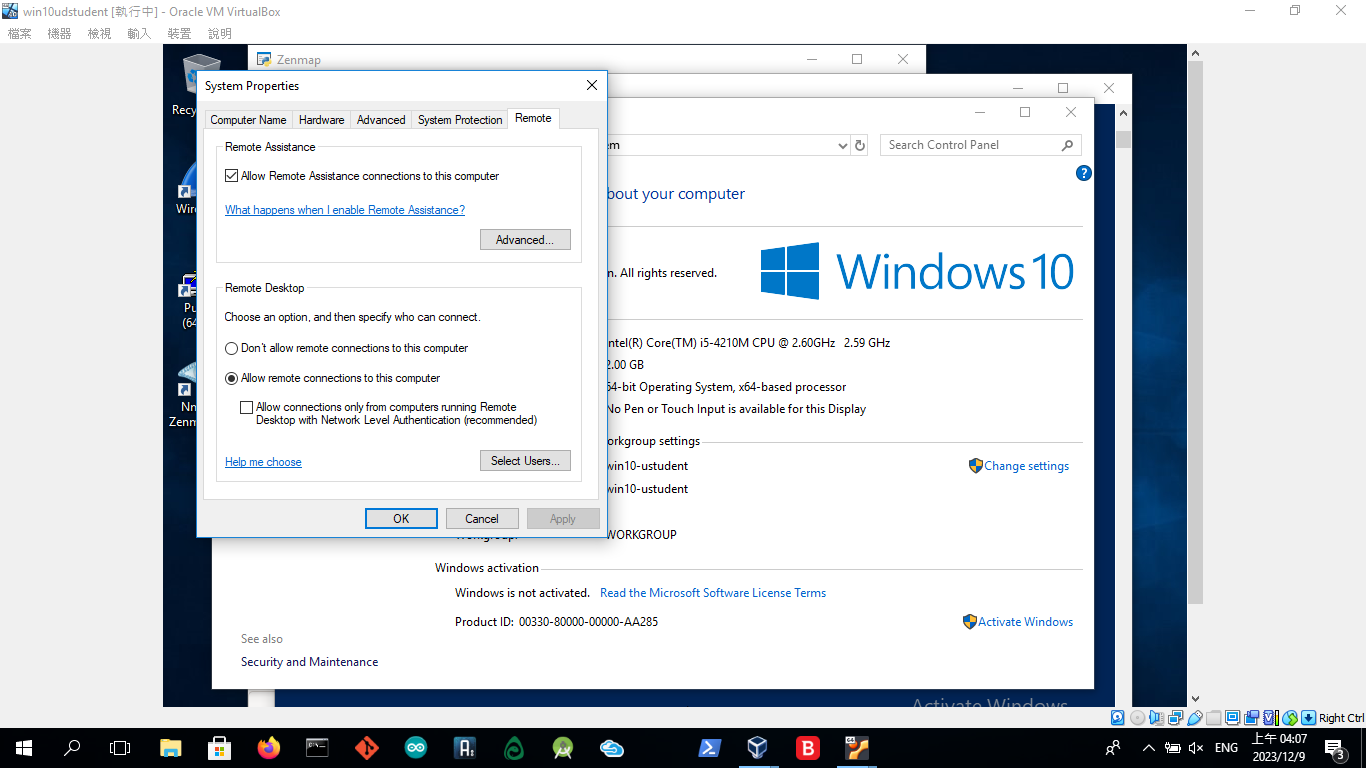 win10udstudent [執行中] - Oracle VM VirtualBox
檔案 機器 檢視 輸入 裝置 說明
Zenmap
System Properties
Computer Name Hardware Advanced System Protection Remote
Remote Assistance
Allow Remote Assistance connections to this computer
What happens when I enable Remote Assistance?
Advanced...
Remote Desktop
Choose an option, and then specify who can connect.
Don't allow remote connections to this computer
Allow remote connections to this computer
Allow connections only from computers running Remote
Desktop with Network Level Authentication (recommended)
Help me choose
Select Users...
OK Cancel Apply
Search Control Panel
bout your computer
n. All rights reserved.
Windows 10
ntel(R) Core(TM) i5-4210M CPU @ 2.60GHz 2.59 GHz
2.00 GB
64-bit Operating System, x64-based processor
No Pen or Touch Input is available for this Display
orkgroup settings
win10-ustudent
Change settings
win10-ustudent
WORKGROUP
Windows activation
Windows is not activated. Read the Microsoft Software License Terms
Product ID: 00330-80000-00000-AA285
Activate Windows
See also
Security and Maintenance
Activate Windows
Right Ctrl
ENG
上午 04:07
2023/12/9
3